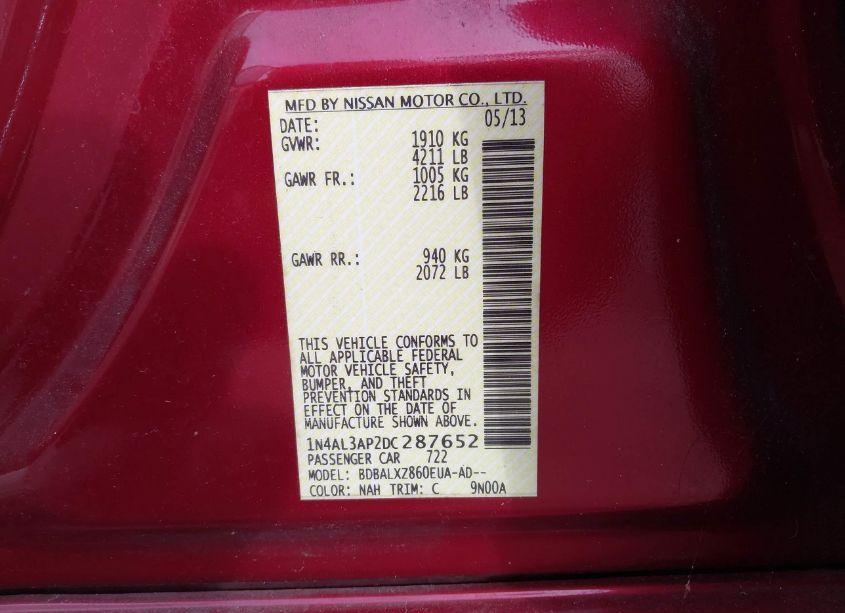 MFD BY NISSAN MOTOR CO., LTD.
DATE: 05/13
GVWR: 1910 KG
4211 LB
GAWR FR.: 1005 KG
2216 LB
GAWR RR.: 940 KG
2072 LB
THIS VEHICLE CONFORMS TO
ALL APPLICABLE FEDERAL
MOTOR VEHICLE SAFETY,
BUMPER, AND THEFT
PREVENTION STANDARDS IN
EFFECT ON THE DATE OF
MANUFACTURE SHOWN ABOVE.
1N4AL3AP2DC287652
PASSENGER CAR 722
MODEL: BDBALXZ860EUA-AD--
COLOR: NAH TRIM: C 9N00A